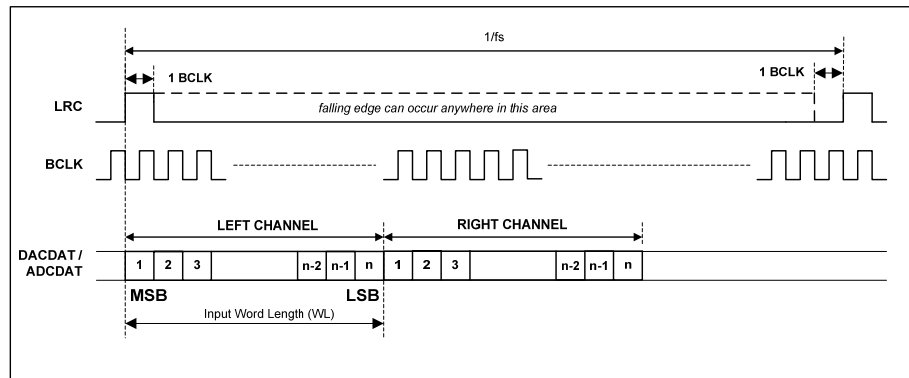 1/fs
1 BCLK
1 BCLK
LRC
falling edge can occur anywhere in this area
BCLK
LEFT CHANNEL
RIGHT CHANNEL
DACDAT /
ADCDAT
1 2 3 n-2 n-1 n 1 2 3 n-2 n-1 n
MSB LSB
Input Word Length (WL)